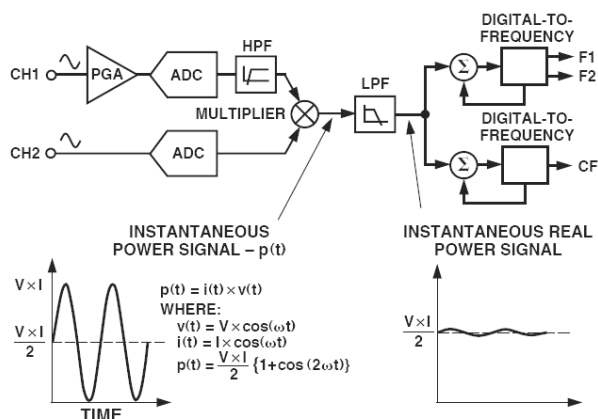 DIGITAL-TO-
FREQUENCY
HPF
LPF
F1
F2
CH1
PGA
ADC
Σ
MULTIPLIER
DIGITAL-TO-
FREQUENCY
CH2
ADC
Σ
CF
INSTANTANEOUS
POWER SIGNAL – p(t)
INSTANTANEOUS REAL
POWER SIGNAL
V×I
p(t) = i(t)×v(t)
WHERE:
v(t) = V×cos(ωt)
i(t) = I×cos(ωt)
p(t) = V×I/2 {1+cos (2ωt)}
V×I
2
TIME
V×I
2